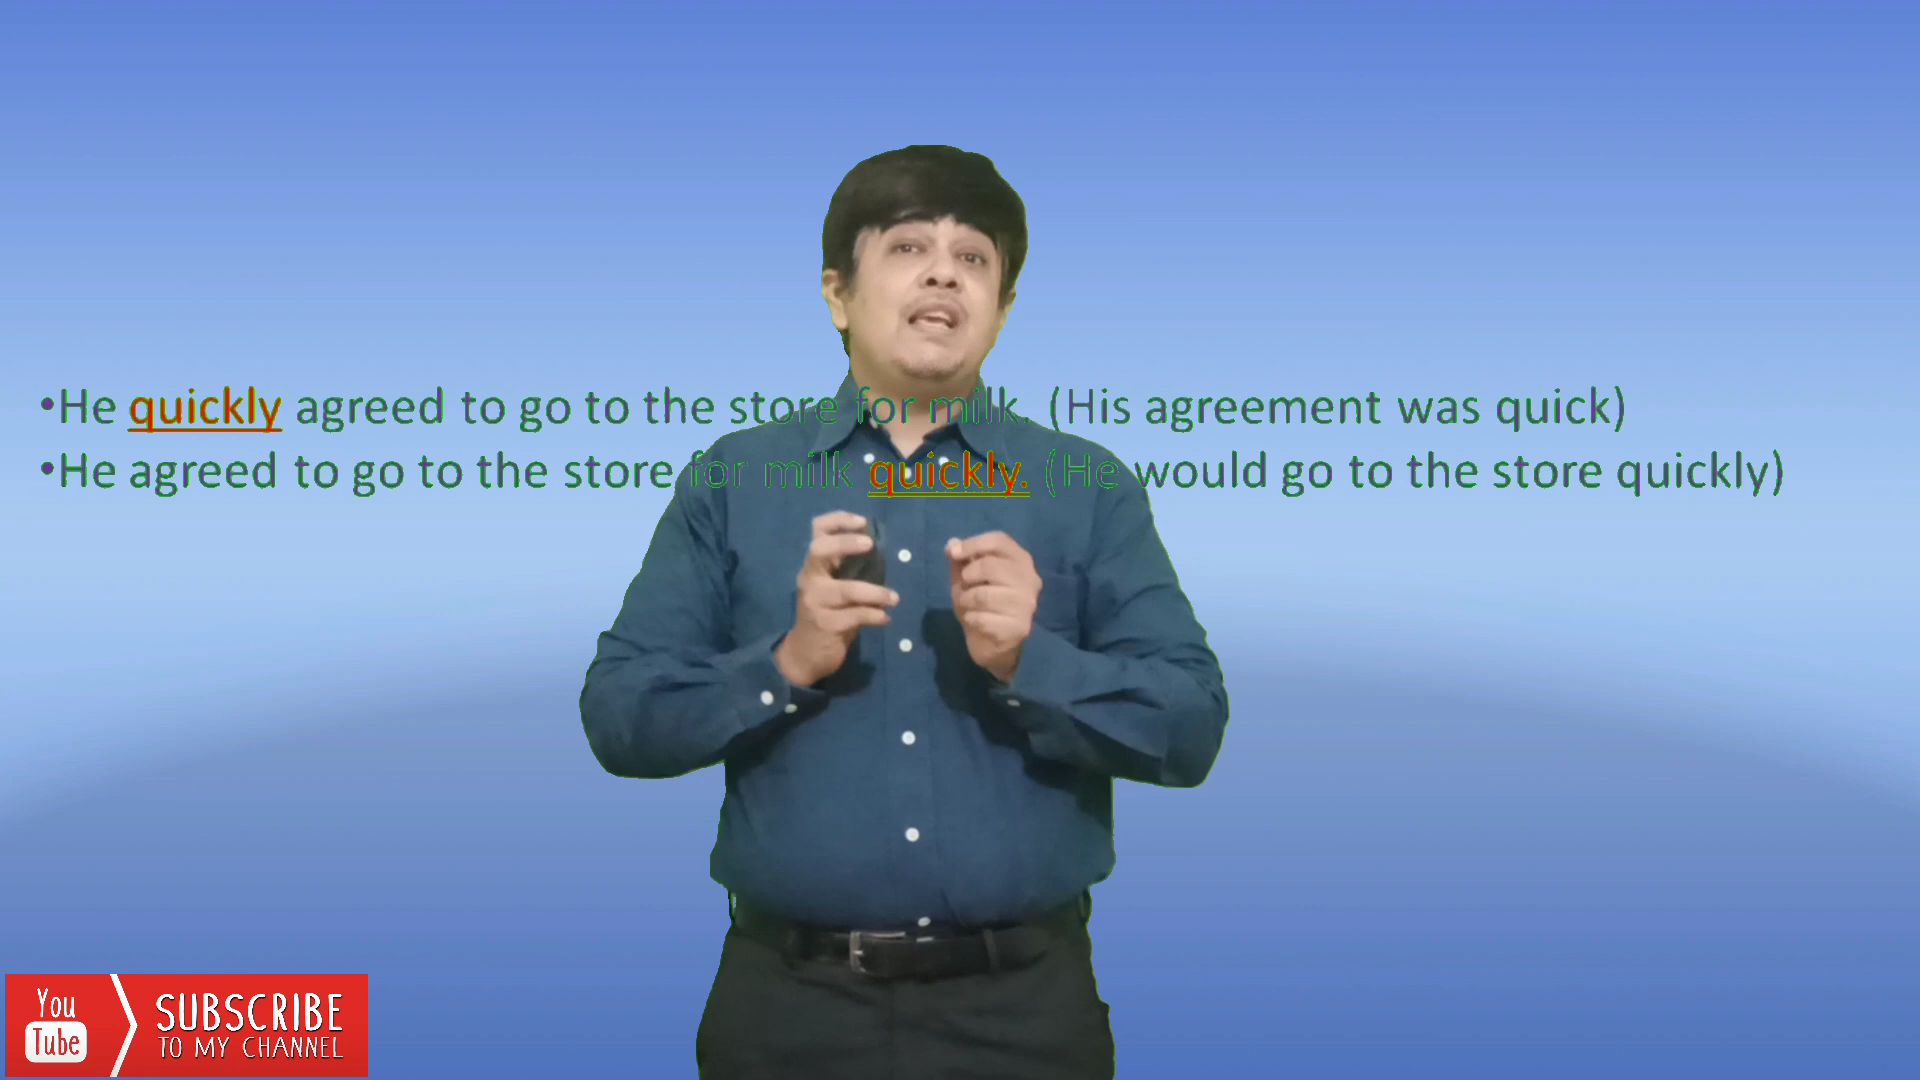 •He quickly agreed to go to the store for milk. (His agreement was quick)
•He agreed to go to the store for milk quickly. (He would go to the store quickly)
You
Tube
SUBSCRIBE
TO MY CHANNEL